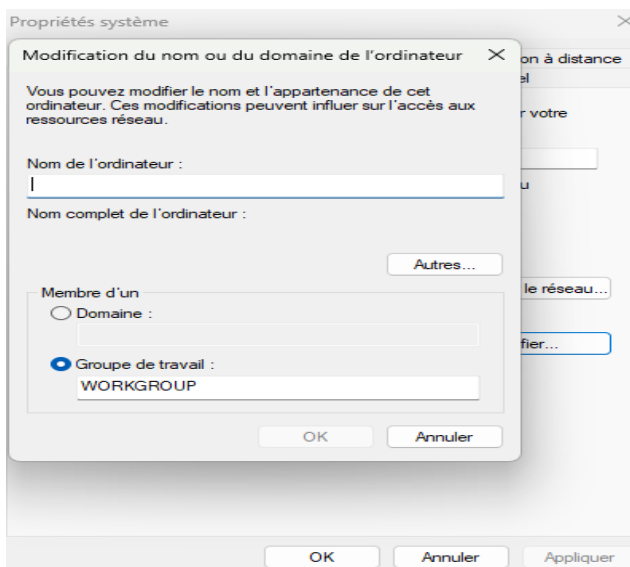 Propriétés système
Modification du nom ou du domaine de l'ordinateur
on à distance
el
Vous pouvez modifier le nom et l'appartenance de cet
ordinateur. Ces modifications peuvent influer sur l'accès aux
ressources réseau.
r votre
Nom de l'ordinateur :
u
Nom complet de l'ordinateur :
Autres...
le réseau...
Membre d'un
Domaine :
fier...
Groupe de travail :
WORKGROUP
OK
Annuler
OK
Annuler
Appliquer